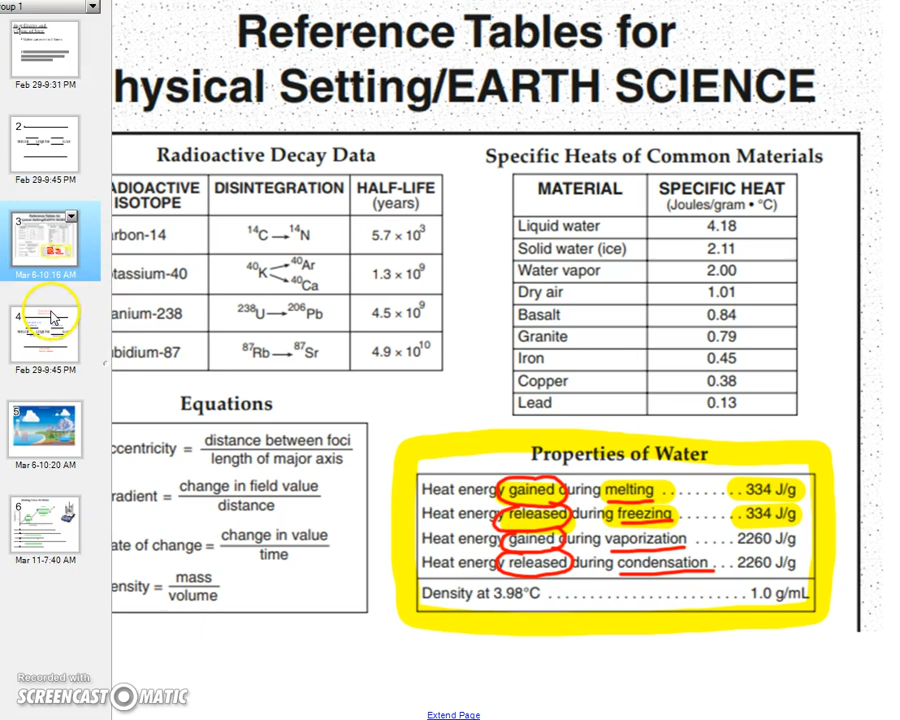 roup 1
Feb 29-9:31 PM
2
Feb 29-9:45 PM
3
Mar 6-10:16 AM
4
Feb 29-9:45 PM
5
Mar 6-10:20 AM
6
Mar 11-7:40 AM
Reference Tables for
hysical Setting/EARTH SCIENCE
Radioactive Decay Data
ADIOACTIVE ISOTOPE DISINTEGRATION HALF-LIFE (years)
arbon-14 ¹⁴C → ¹⁴N 5.7 × 10³
otassium-40 ⁴⁰K ⁴⁰Ar ⁴⁰Ca 1.3 × 10⁹
anium-238 ²³⁸U → ²⁰⁶Pb 4.5 × 10⁹
ubidium-87 ⁸⁷Rb → ⁸⁷Sr 4.9 × 10¹⁰
Specific Heats of Common Materials
MATERIAL SPECIFIC HEAT
(Joules/gram • °C)
Liquid water 4.18
Solid water (ice) 2.11
Water vapor 2.00
Dry air 1.01
Basalt 0.84
Granite 0.79
Iron 0.45
Copper 0.38
Lead 0.13
Equations
ccentricity = distance between foci
length of major axis
radient = change in field value
distance
ate of change = change in value
time
ensity = mass
volume
Properties of Water
Heat energy gained during melting . . . . . . . . . . 334 J/g
Heat energy released during freezing . . . . . . . . 334 J/g
Heat energy gained during vaporization . . . . . 2260 J/g
Heat energy released during condensation . . . 2260 J/g
Density at 3.98°C . . . . . . . . . . . . . . . . . . . . . . 1.0 g/mL
Recorded with
SCREENCAST-O-MATIC
Extend Page